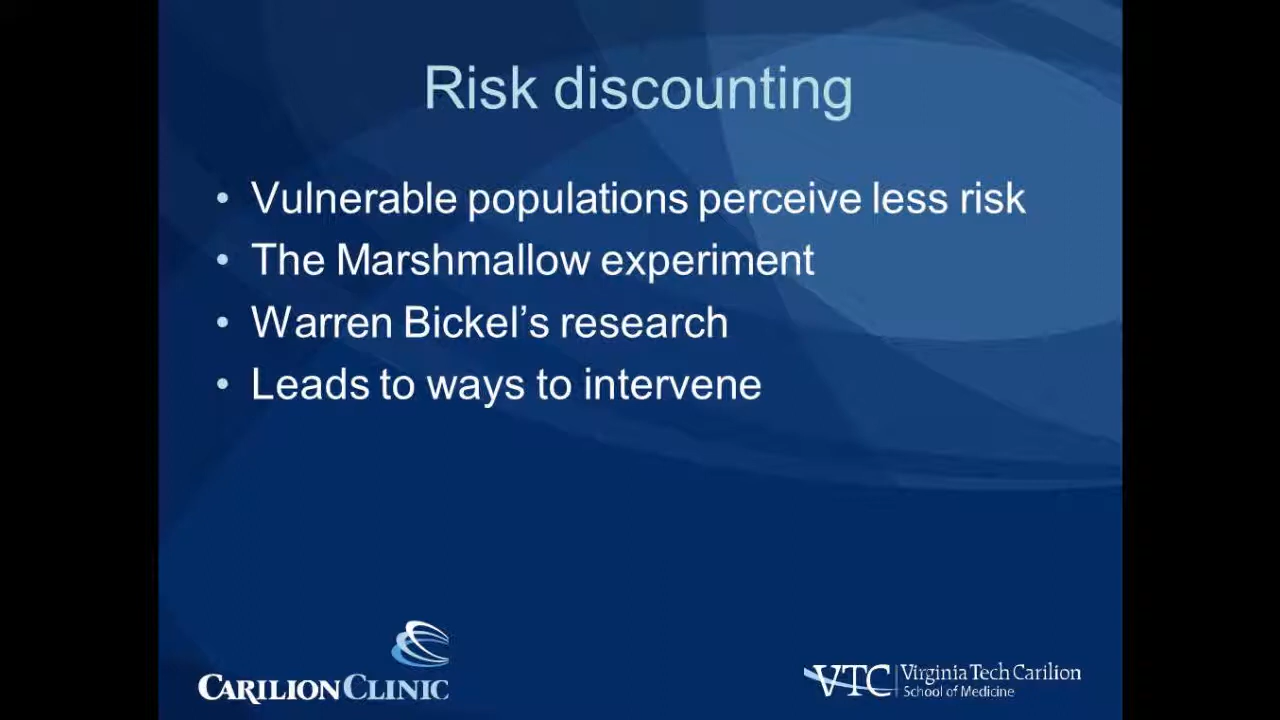 Risk discounting
• Vulnerable populations perceive less risk
• The Marshmallow experiment
• Warren Bickel’s research
• Leads to ways to intervene
CARILION CLINIC
VTC Virginia Tech Carilion
School of Medicine